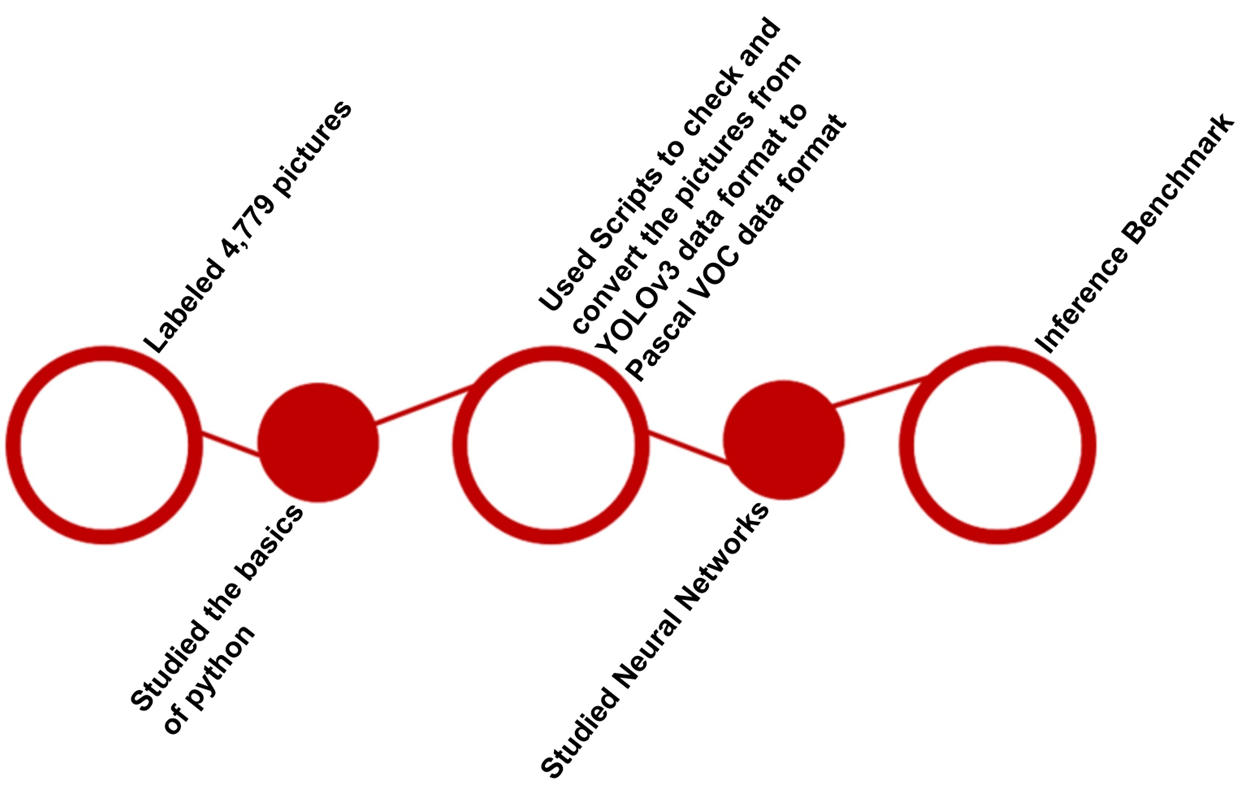 Labeled 4,779 pictures
Studied the basics
of python
Used Scripts to check and
convert the pictures from
YOLOv3 data format to
Pascal VOC data format
Studied Neural Networks
Inference Benchmark